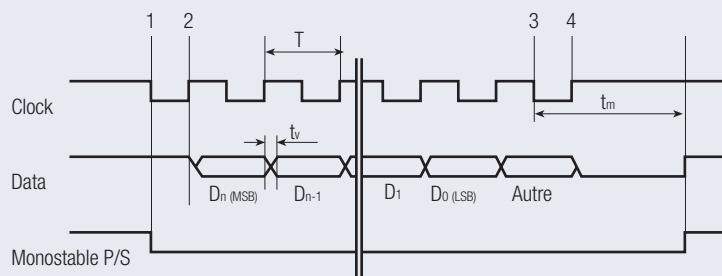 1 2 T 3 4
Clock
tm
tv
Data
Dn (MSB) Dn-1 D1 D0 (LSB) Autre
Monostable P/S